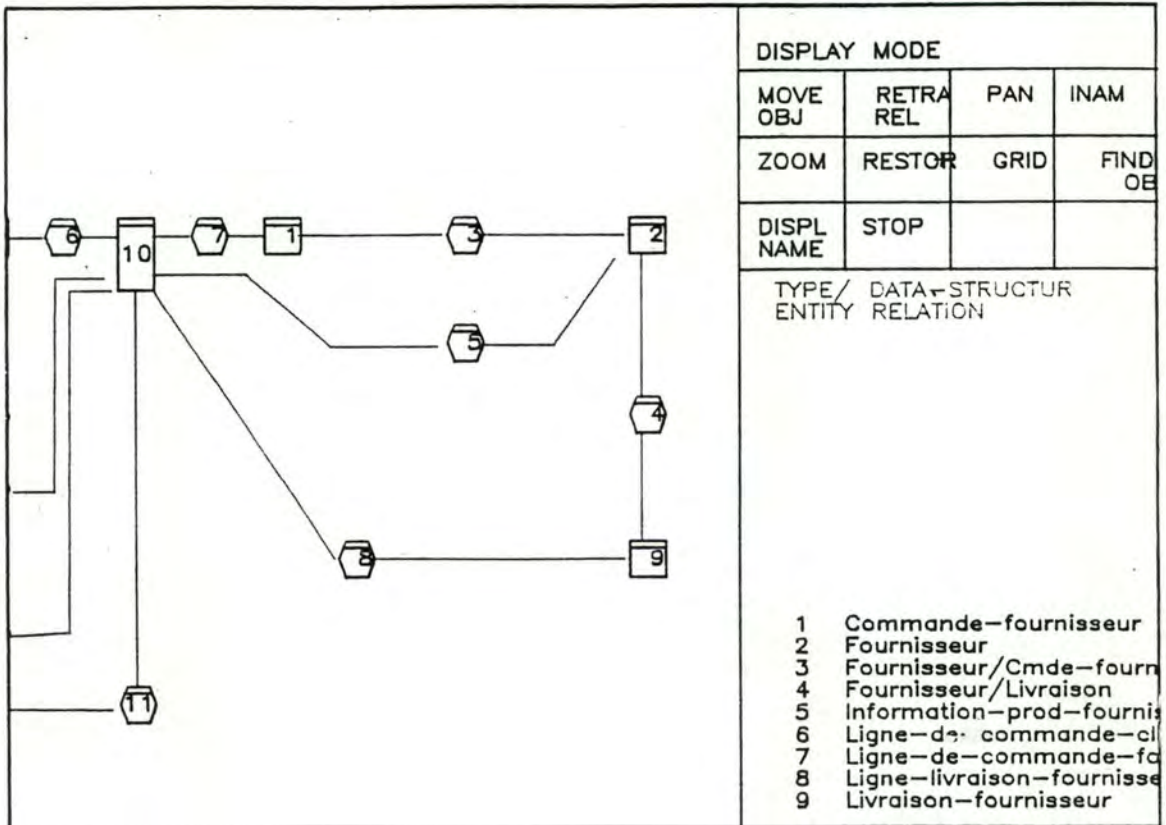 DISPLAY MODE
MOVE OBJ
RETRA REL
PAN
INAM
ZOOM
RESTOR
GRID
FIND OB
DISPL NAME
STOP
TYPE/ DATA-STRUCTUR
ENTITY RELATION
6
10
7
1
3
2
5
4
8
9
11
1 Commande-fournisseur
2 Fournisseur
3 Fournisseur/Cmde-fourn
4 Fournisseur/Livraison
5 Information-prod-fournis
6 Ligne-de- commande-cl
7 Ligne-de-commande-fo
8 Ligne-livraison-fournisse
9 Livraison-fournisseur